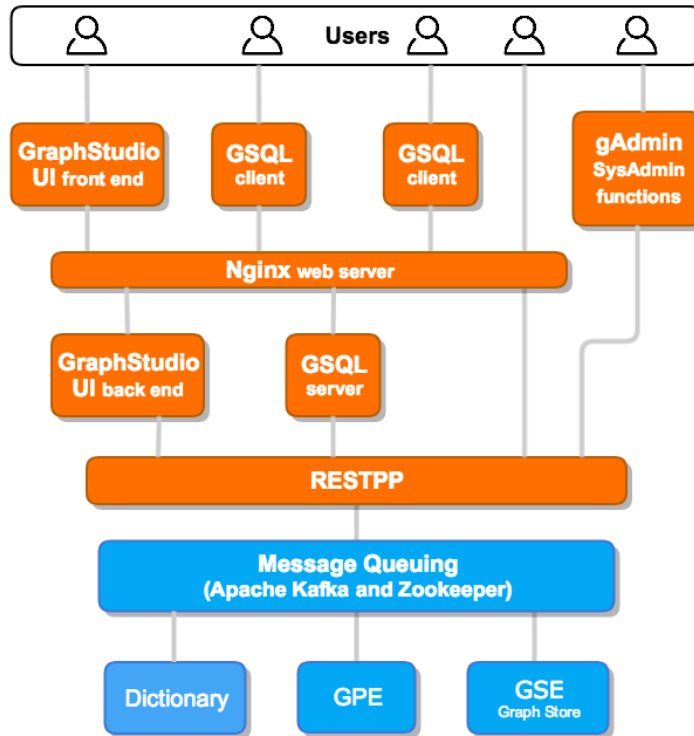 Users
GraphStudio
UI front end
GSQL
client
GSQL
client
gAdmin
SysAdmin
functions
Nginx web server
GraphStudio
UI back end
GSQL
server
RESTPP
Message Queuing
(Apache Kafka and Zookeeper)
Dictionary
GPE
GSE
Graph Store